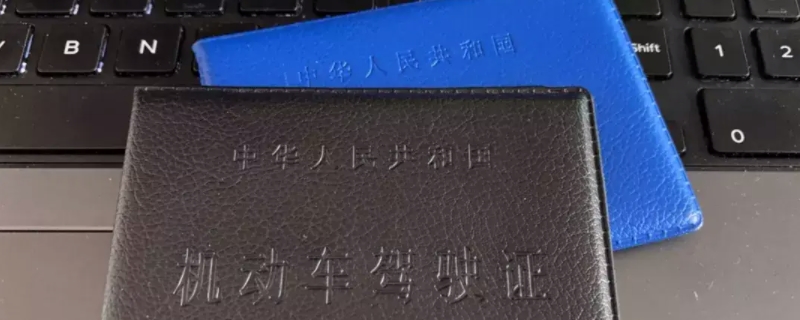 B N
Shift 1 2
0
中华人民共和国
中华人民共和国
机动车驾驶证